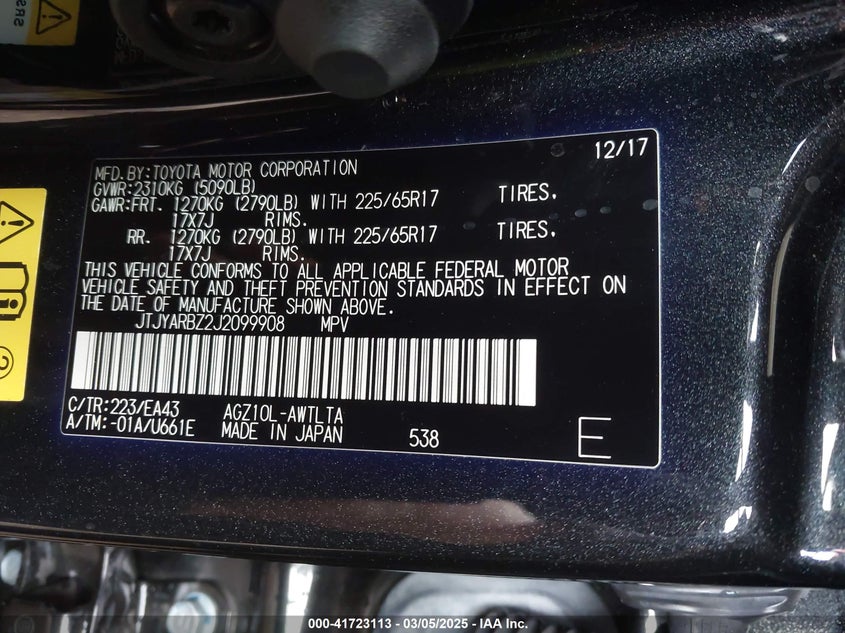 SRS
12/17
MFD.BY:TOYOTA MOTOR CORPORATION
GVWR:2310KG (5090LB)
GAWR:FRT. 1270KG (2790LB) WITH 225/65R17 TIRES.
17X7J RIMS.
RR. 1270KG (2790LB) WITH 225/65R17 TIRES.
17X7J RIMS.
THIS VEHICLE CONFORMS TO ALL APPLICABLE FEDERAL MOTOR
VEHICLE SAFETY AND THEFT PREVENTION STANDARDS IN EFFECT ON
THE DATE OF MANUFACTURE SHOWN ABOVE.
JTJYARBZ2J2099908 MPV
C/TR:223/EA43 AGZ10L-AWTLTA
A/TM:-01A/U661E MADE IN JAPAN 538 E
000-41723113 - 03/05/2025 - IAA Inc.